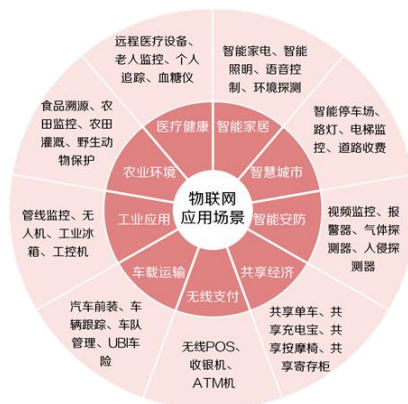 物联网
应用场景
智能家居
智能家电、智能
照明、语音控
制、环境探测
智慧城市
智能停车场、
路灯、电梯监
控、道路收费
智能安防
视频监控、报
警器、气体探
测器、人侵探
测器
共享经济
共享单车、共
享充电宝、共
享按摩椅、共
享寄存柜
无线支付
无线POS、
收银机、
ATM机
车载运输
汽车前装、车
辆跟踪、车队
管理、UBI车
险
工业应用
管线监控、无
人机、工业冰
箱、工控机
农业环境
食品溯源、农
田监控、农田
灌溉、野生动
物保护
医疗健康
远程医疗设备、
老人监控、个人
追踪、血糖仪